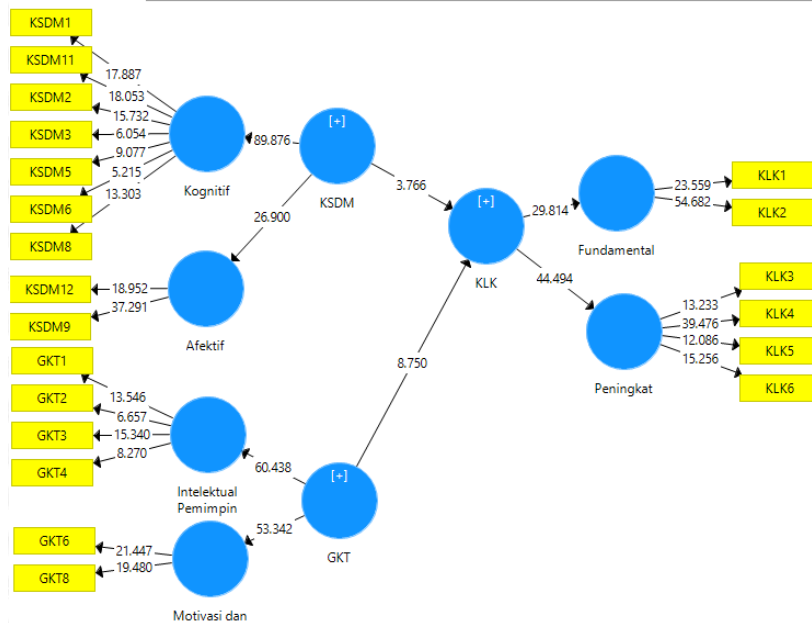 KSDM1
KSDM11
KSDM2
KSDM3
KSDM5
KSDM6
KSDM8
17.887
18.053
15.732
6.054
9.077
5.215
13.303
Kognitif
89.876
[+]
KSDM
26.900
KSDM12
KSDM9
18.952
37.291
Afektif
3.766
[+]
KLK
29.814
Fundamental
23.559
54.682
KLK1
KLK2
44.494
Peningkat
13.233
39.476
12.086
15.256
KLK3
KLK4
KLK5
KLK6
8.750
GKT1
GKT2
GKT3
GKT4
13.546
6.657
15.340
8.270
Intelektual
Pemimpin
60.438
[+]
GKT
53.342
GKT6
GKT8
21.447
19.480
Motivasi dan